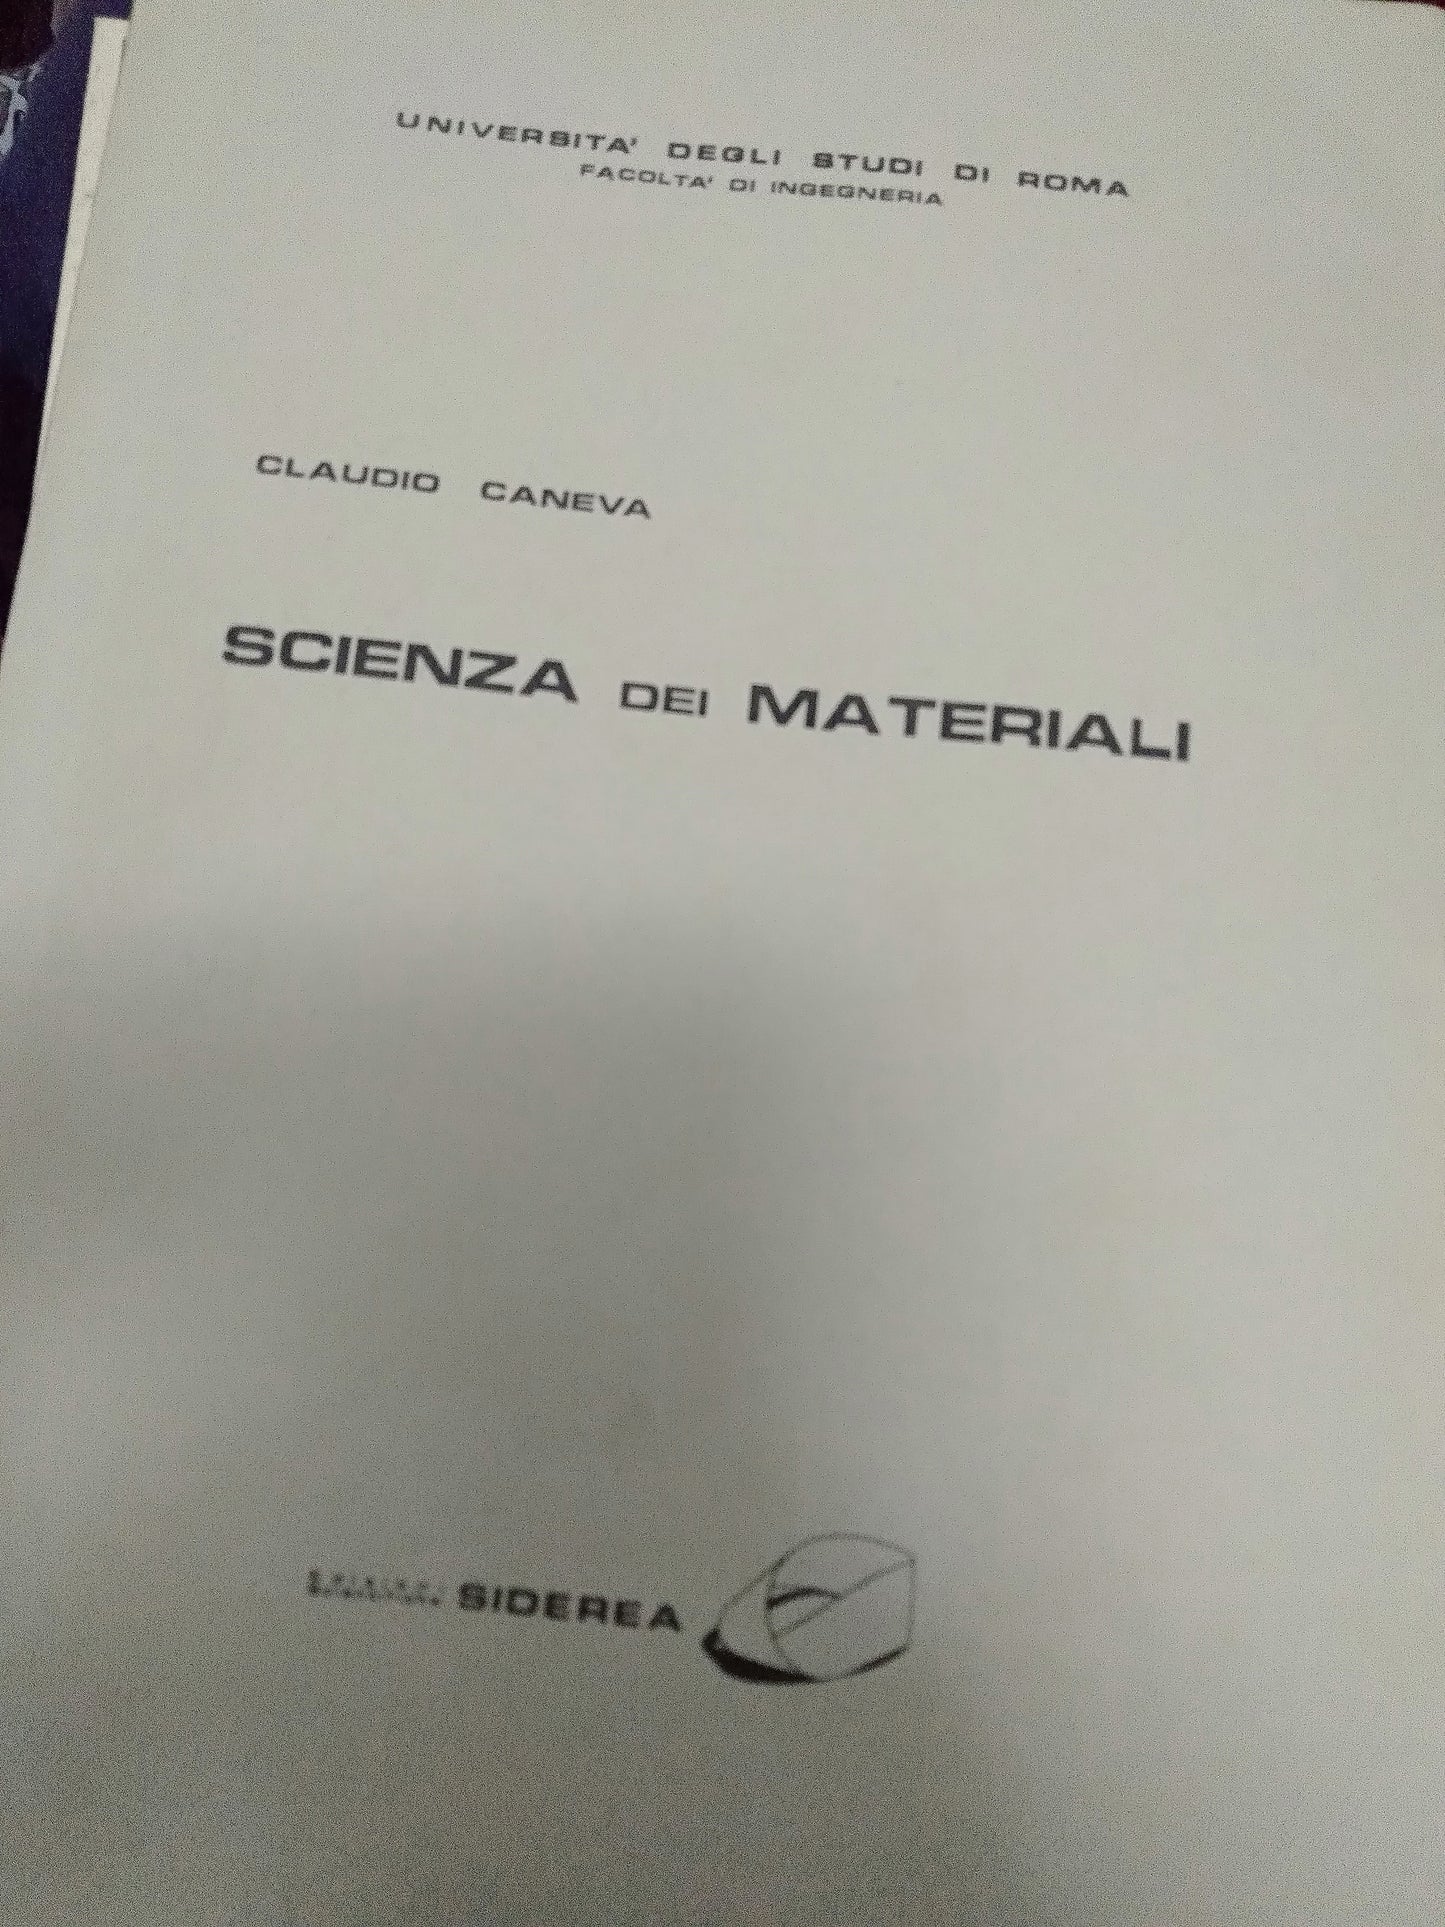 UNIVERSITA' DEGLI STUDI DI ROMA
FACOLTA' DI INGEGNERIA
CLAUDIO CANEVA
SCIENZA DEI MATERIALI
SIDEREA